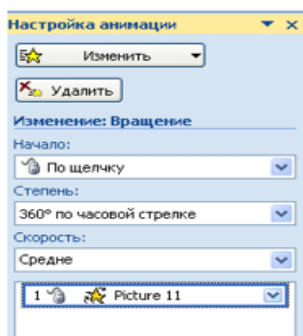 Настройка анимации
Изменить
Удалить
Изменение: Вращение
Начало:
По щелчку
Степень:
360° по часовой стрелке
Скорость:
Средне
1 Picture 11